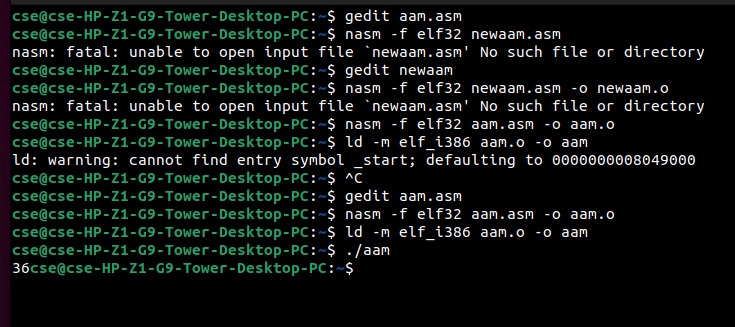 cse@cse-HP-Z1-G9-Tower-Desktop-PC:~$ gedit aam.asm
cse@cse-HP-Z1-G9-Tower-Desktop-PC:~$ nasm -f elf32 newaam.asm
nasm: fatal: unable to open input file `newaam.asm' No such file or directory
cse@cse-HP-Z1-G9-Tower-Desktop-PC:~$ gedit newaam
cse@cse-HP-Z1-G9-Tower-Desktop-PC:~$ nasm -f elf32 newaam.asm -o newaam.o
nasm: fatal: unable to open input file `newaam.asm' No such file or directory
cse@cse-HP-Z1-G9-Tower-Desktop-PC:~$ nasm -f elf32 aam.asm -o aam.o
cse@cse-HP-Z1-G9-Tower-Desktop-PC:~$ ld -m elf_i386 aam.o -o aam
ld: warning: cannot find entry symbol _start; defaulting to 0000000008049000
cse@cse-HP-Z1-G9-Tower-Desktop-PC:~$ ^C
cse@cse-HP-Z1-G9-Tower-Desktop-PC:~$ gedit aam.asm
cse@cse-HP-Z1-G9-Tower-Desktop-PC:~$ nasm -f elf32 aam.asm -o aam.o
cse@cse-HP-Z1-G9-Tower-Desktop-PC:~$ ld -m elf_i386 aam.o -o aam
cse@cse-HP-Z1-G9-Tower-Desktop-PC:~$ ./aam
36cse@cse-HP-Z1-G9-Tower-Desktop-PC:~$